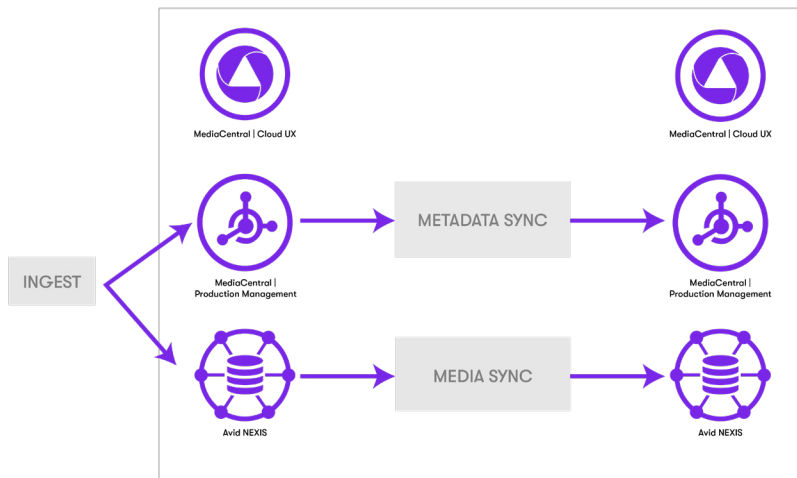 MediaCentral | Cloud UX
MediaCentral | Cloud UX
METADATA SYNC
INGEST
MediaCentral |
Production Management
MediaCentral |
Production Management
MEDIA SYNC
Avid NEXIS
Avid NEXIS